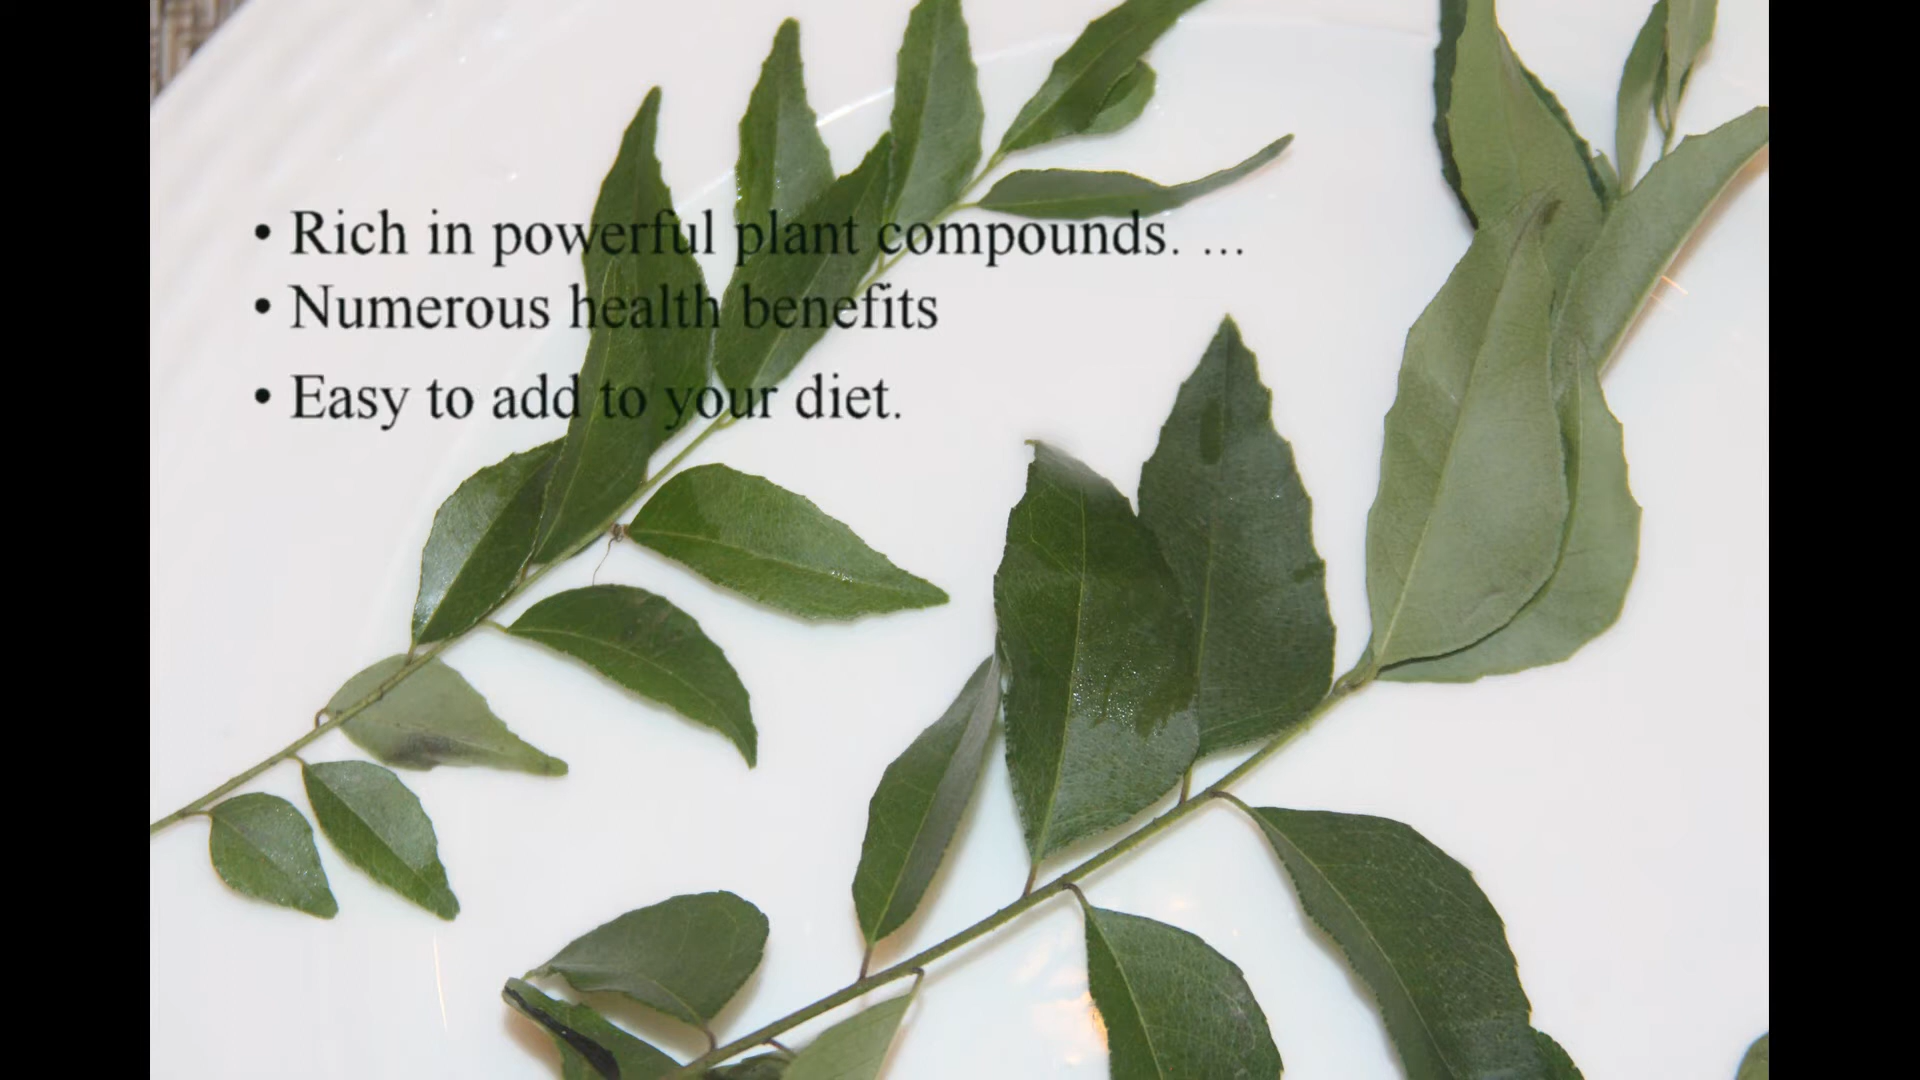 • Rich in powerful plant compounds. ...
• Numerous health benefits
• Easy to add to your diet.